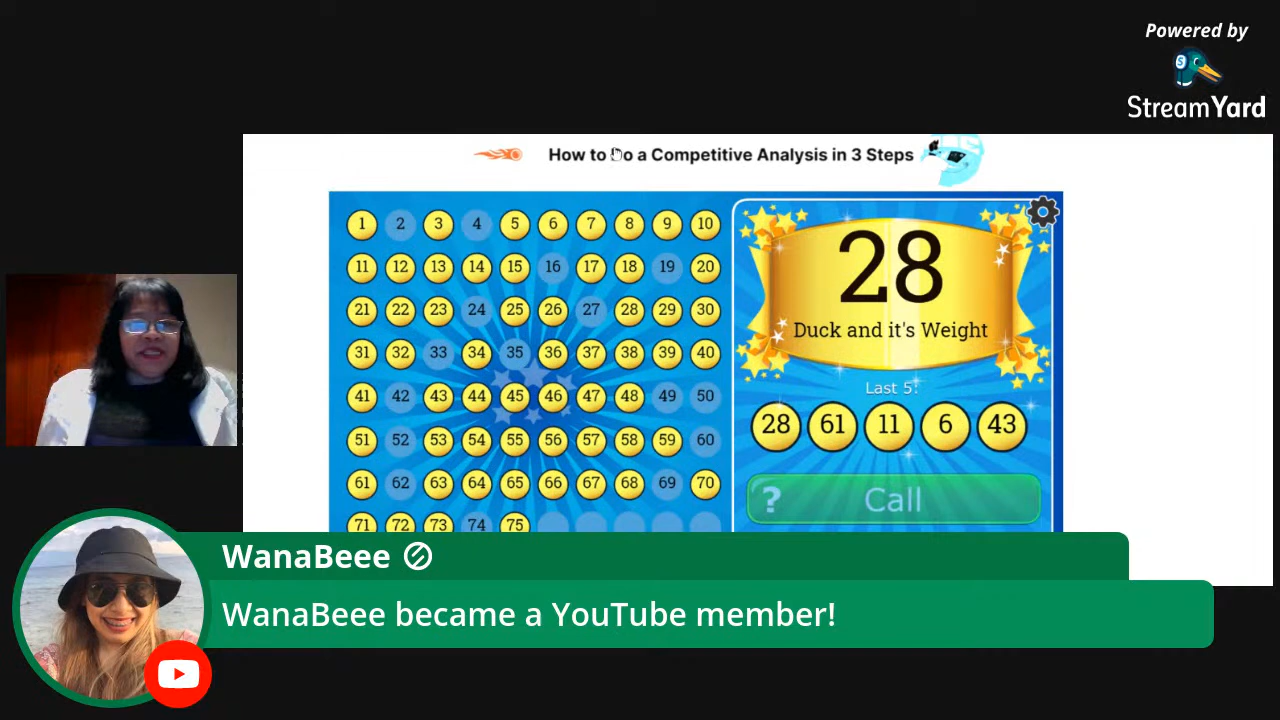 Powered by
StreamYard
How to Do a Competitive Analysis in 3 Steps
1 2 3 4 5 6 7 8 9 10
11 12 13 14 15 16 17 18 19 20
21 22 23 24 25 26 27 28 29 30
31 32 33 34 35 36 37 38 39 40
41 42 43 44 45 46 47 48 49 50
51 52 53 54 55 56 57 58 59 60
61 62 63 64 65 66 67 68 69 70
71 72 73 74 75
28
Duck and it's Weight
Last 5:
28 61 11 6 43
? Call
WanaBeee
WanaBeee became a YouTube member!